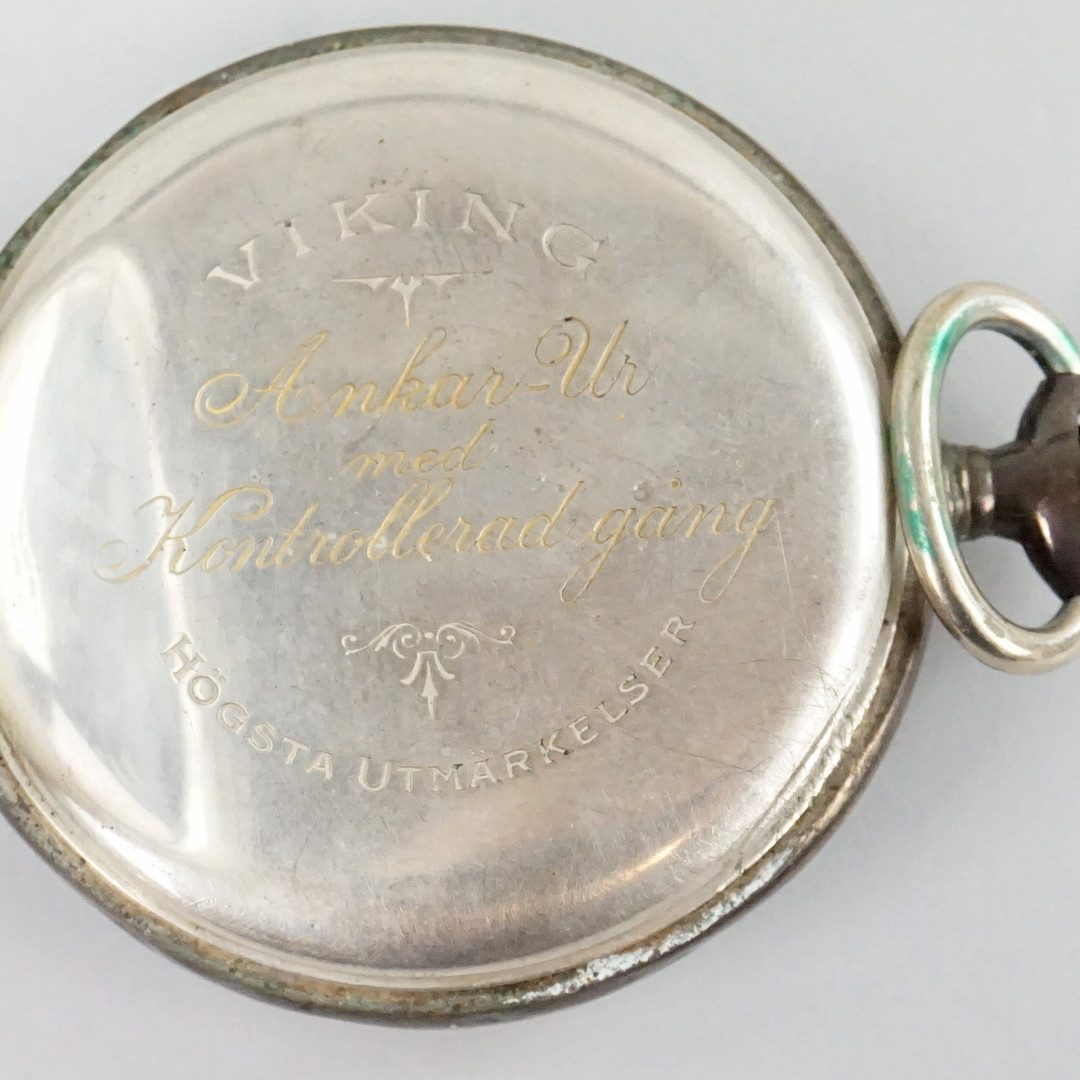 VIKING
Ankar-Ur
med
Kontrollerad gång
HÖGSTA UTMÄRKELSER